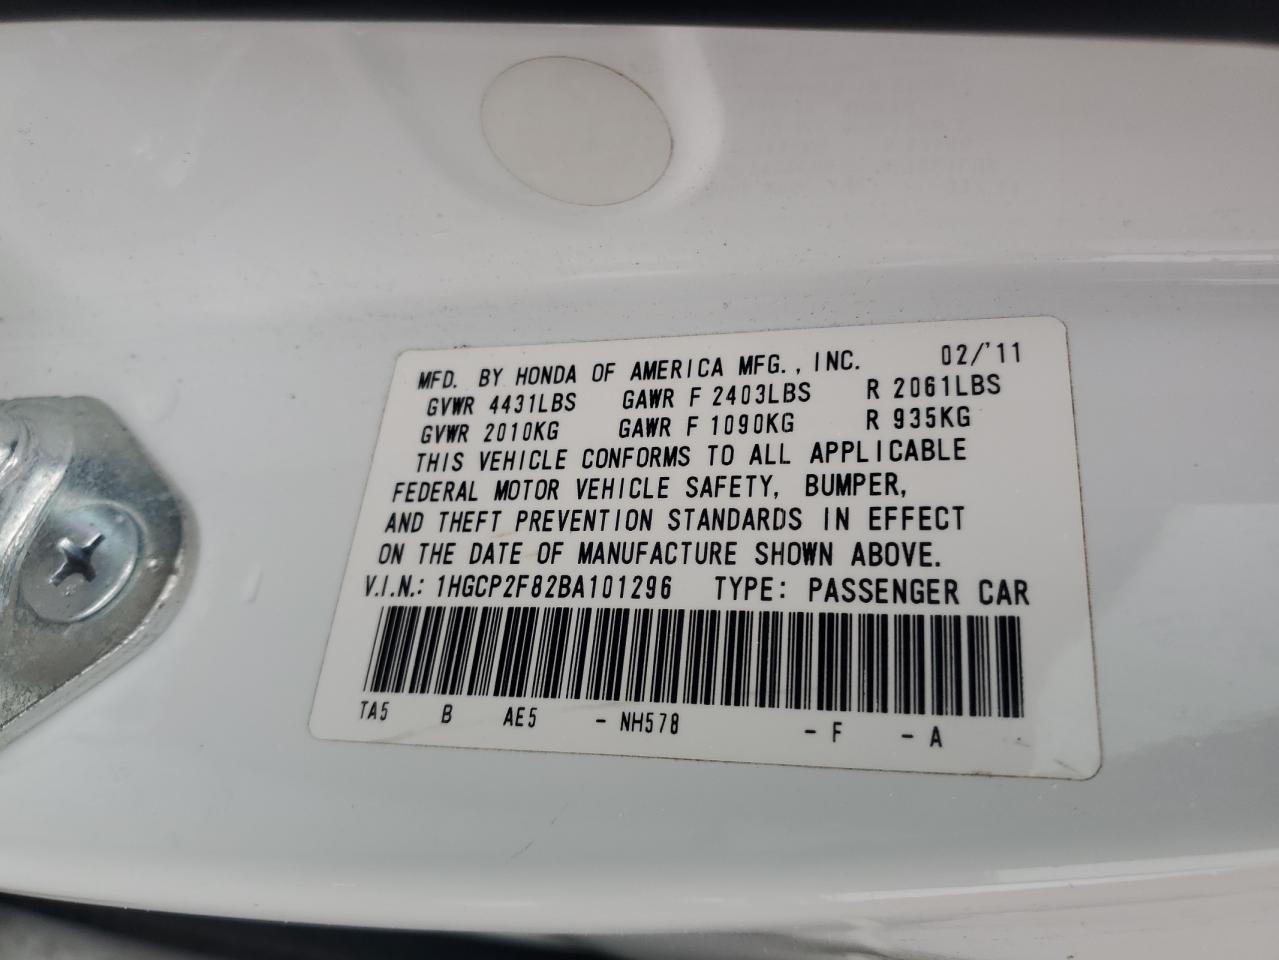 MFD. BY HONDA OF AMERICA MFG., INC. 02/'11
GVWR 4431LBS GAWR F 2403LBS R 2061LBS
GVWR 2010KG GAWR F 1090KG R 935KG
THIS VEHICLE CONFORMS TO ALL APPLICABLE
FEDERAL MOTOR VEHICLE SAFETY, BUMPER,
AND THEFT PREVENTION STANDARDS IN EFFECT
ON THE DATE OF MANUFACTURE SHOWN ABOVE.
V.I.N.: 1HGCP2F82BA101296 TYPE: PASSENGER CAR
TA5 B AE5 - NH578 - F - A